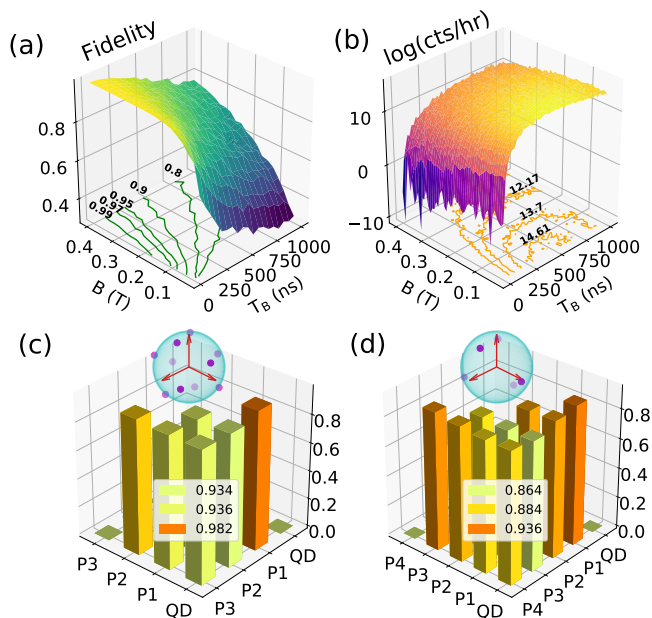 (a)
Fidelity
0.8
0.6
0.4
0.8
0.9
0.95
0.97
0.99
0.4
0.3
0.2
0.1
B (T)
0
250
500
750
1000
T_B (ns)
(b)
log(cts/hr)
10
0
−10
12.17
13.7
14.61
0.4
0.3
0.2
0.1
B (T)
0
250
500
750
1000
T_B (ns)
(c)
0.8
0.6
0.4
0.2
0.0
0.934
0.936
0.982
P3
P2
P1
QD
P3
P2
P1
QD
(d)
0.8
0.6
0.4
0.2
0.0
0.864
0.884
0.936
P4
P3
P2
P1
QD
P4
P3
P2
P1
QD